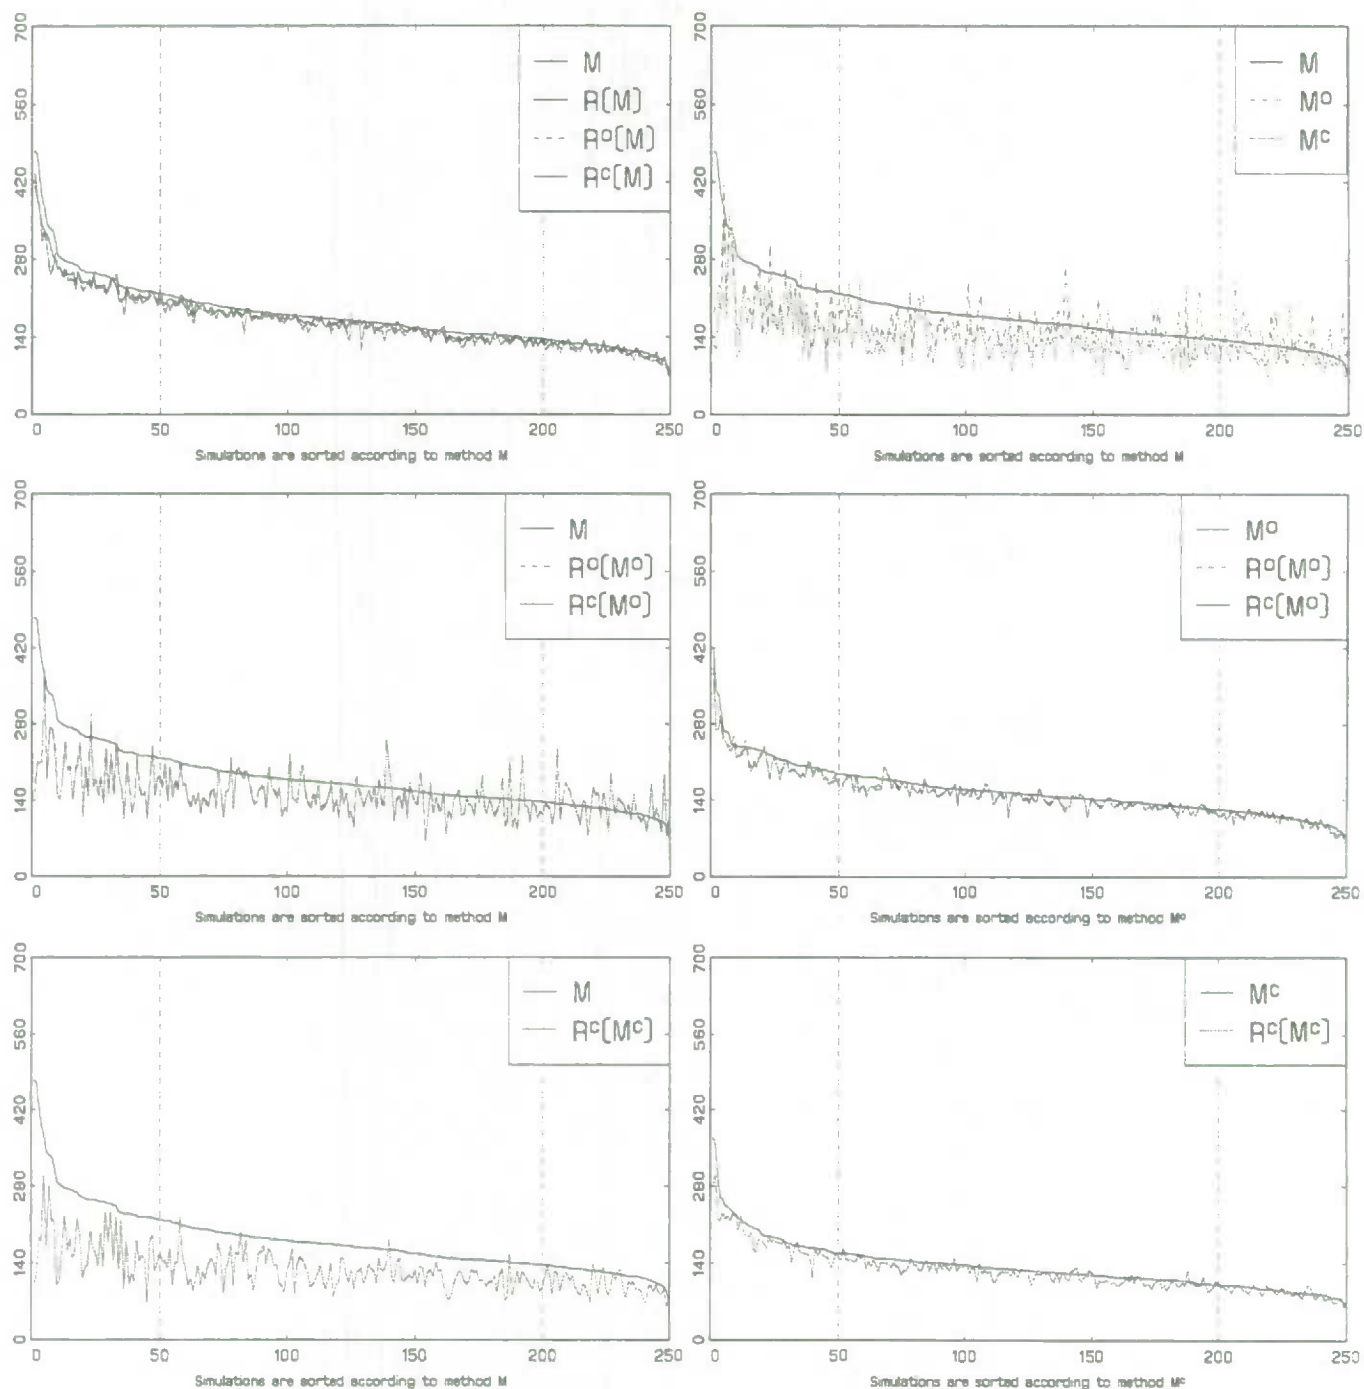 700
560
420
280
140
0
M
R(M)
Rᴼ(M)
Rᶜ(M)
0 50 100 150 200 250
Simulations are sorted according to method M
700
560
420
280
140
0
M
Mᴼ
Mᶜ
0 50 100 150 200 250
Simulations are sorted according to method M
700
560
420
280
140
0
M
Rᴼ(Mᴼ)
Rᶜ(Mᴼ)
0 50 100 150 200 250
Simulations are sorted according to method M
700
560
420
280
140
0
Mᴼ
Rᴼ(Mᴼ)
Rᶜ(Mᴼ)
0 50 100 150 200 250
Simulations are sorted according to method Mᴼ
700
560
420
280
140
0
M
Rᶜ(Mᶜ)
0 50 100 150 200 250
Simulations are sorted according to method M
700
560
420
280
140
0
Mᶜ
Rᶜ(Mᶜ)
0 50 100 150 200 250
Simulations are sorted according to method Mᶜ